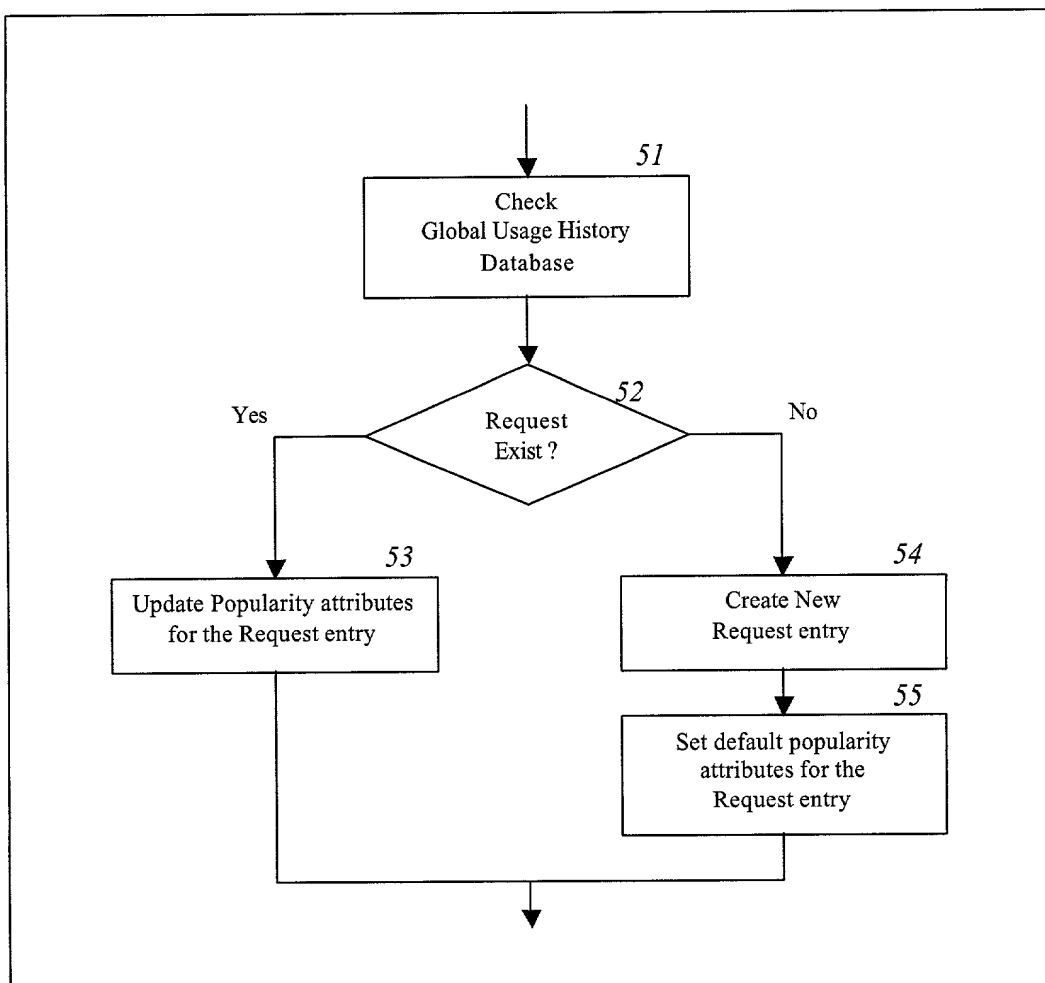 51
Check
Global Usage History
Database
52
Yes
No
Request
Exist ?
53
54
Update Popularity attributes
for the Request entry
Create New
Request entry
55
Set default popularity
attributes for the
Request entry